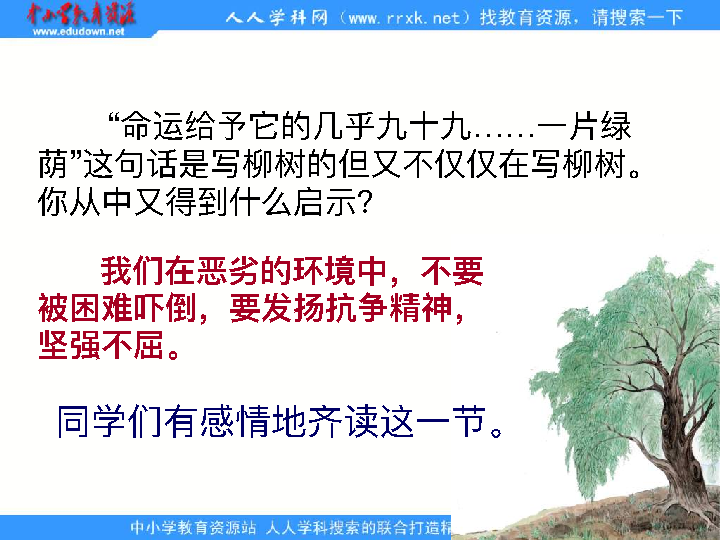 中小学教育资源
www.edudown.net
人人学科网（www.rrxk.net）找教育资源，请搜索一下
“命运给予它的几乎九十九……一片绿
荫”这句话是写柳树的但又不仅仅在写柳树。
你从中又得到什么启示?
我们在恶劣的环境中，不要
被困难吓倒，要发扬抗争精神，
坚强不屈。
同学们有感情地齐读这一节。
中小学教育资源站 人人学科搜索的联合打造